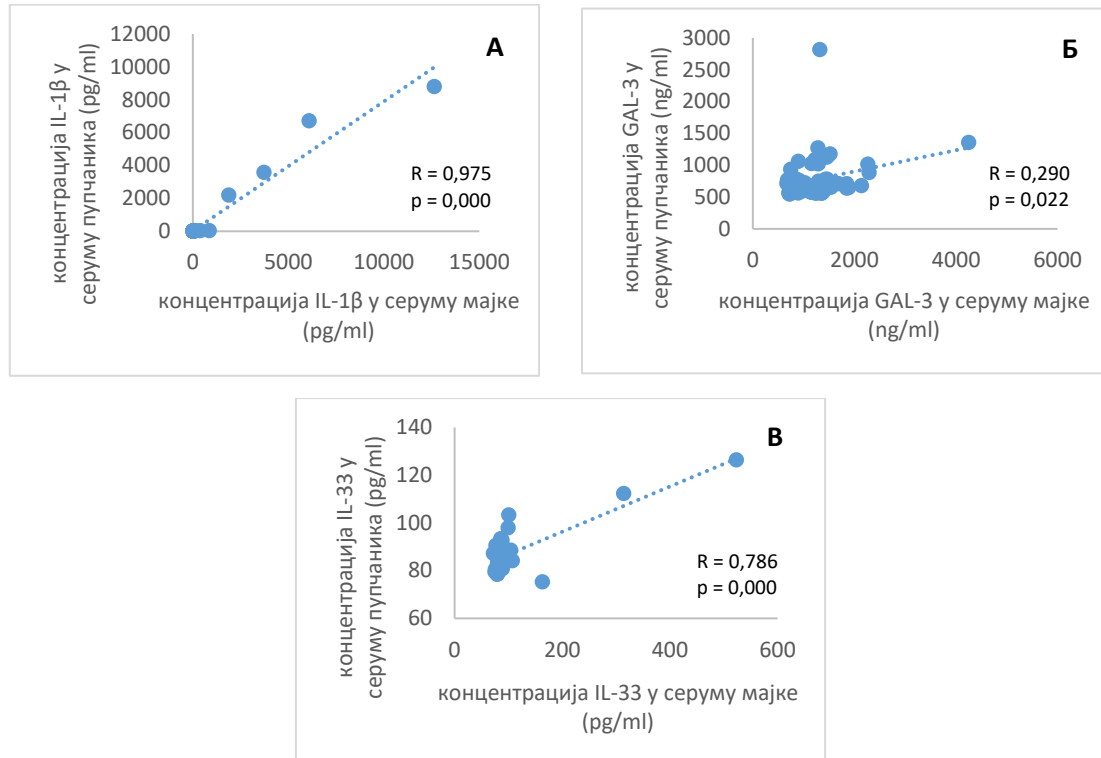 А
концентрација IL-1β у
серуму пупчаника (pg/ml)
12000
10000
8000
6000
4000
2000
0
R = 0,975
p = 0,000
0 5000 10000 15000
концентрација IL-1β у серуму мајке
(pg/ml)
Б
концентрација GAL-3 у
серуму пупчаника (ng/ml)
3000
2500
2000
1500
1000
500
0
R = 0,290
p = 0,022
0 2000 4000 6000
концентрација GAL-3 у серуму мајке
(ng/ml)
В
концентрација IL-33 у
серуму пупчаника (pg/ml)
140
120
100
80
60
R = 0,786
p = 0,000
0 200 400 600
концентрација IL-33 у серуму мајке
(pg/ml)